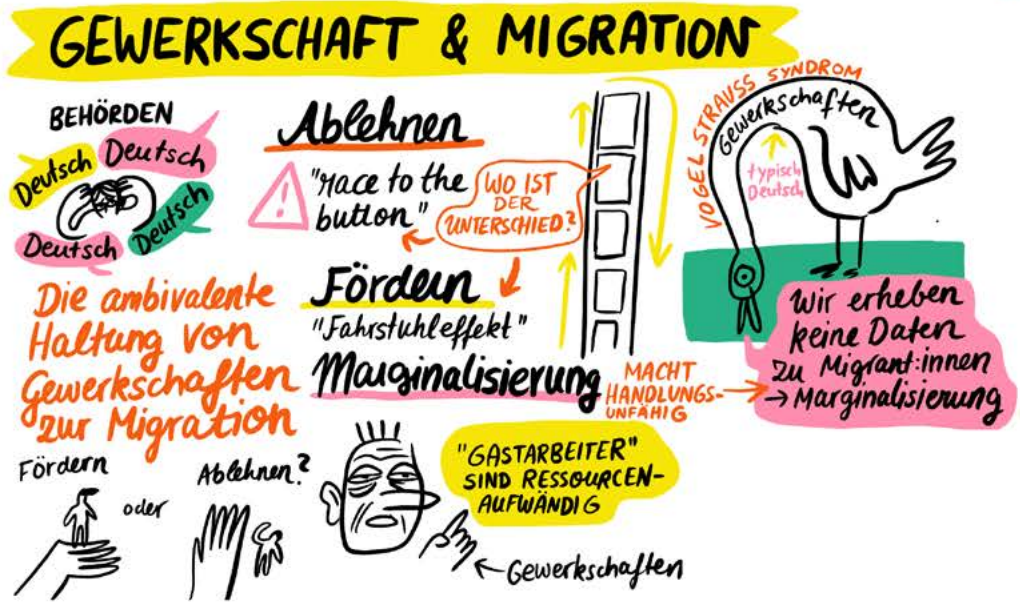 GEWERKSCHAFT & MIGRATION
BEHÖRDEN
Deutsch
Deutsch
Deutsch
Deutsch
Die ambivalente
Haltung von
Gewerkschaften
zur Migration
Fördern
oder
Ablehnen?
Ablehnen
"race to the
button"
WO IST
DER
UNTERSCHIED?
Fördern
"Fahrstuhleffekt"
Marginalisierung
MACHT
HANDLUNGS-
UNFÄHIG
"GASTARBEITER"
SIND RESSOURCEN-
AUFWÄNDIG
Gewerkschaften
VOGEL STRAUSS SYNDROM
Gewerkschaften
typisch
Deutsch
Wir erheben
keine Daten
zu Migrant:innen
→ Marginalisierung